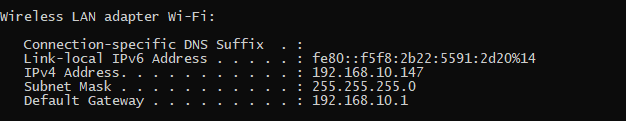 Wireless LAN adapter Wi-Fi:
Connection-specific DNS Suffix  . :
Link-local IPv6 Address . . . . . : fe80::f5f8:2b22:5591:2d20%14
IPv4 Address. . . . . . . . . . . : 192.168.10.147
Subnet Mask . . . . . . . . . . . : 255.255.255.0
Default Gateway . . . . . . . . . : 192.168.10.1